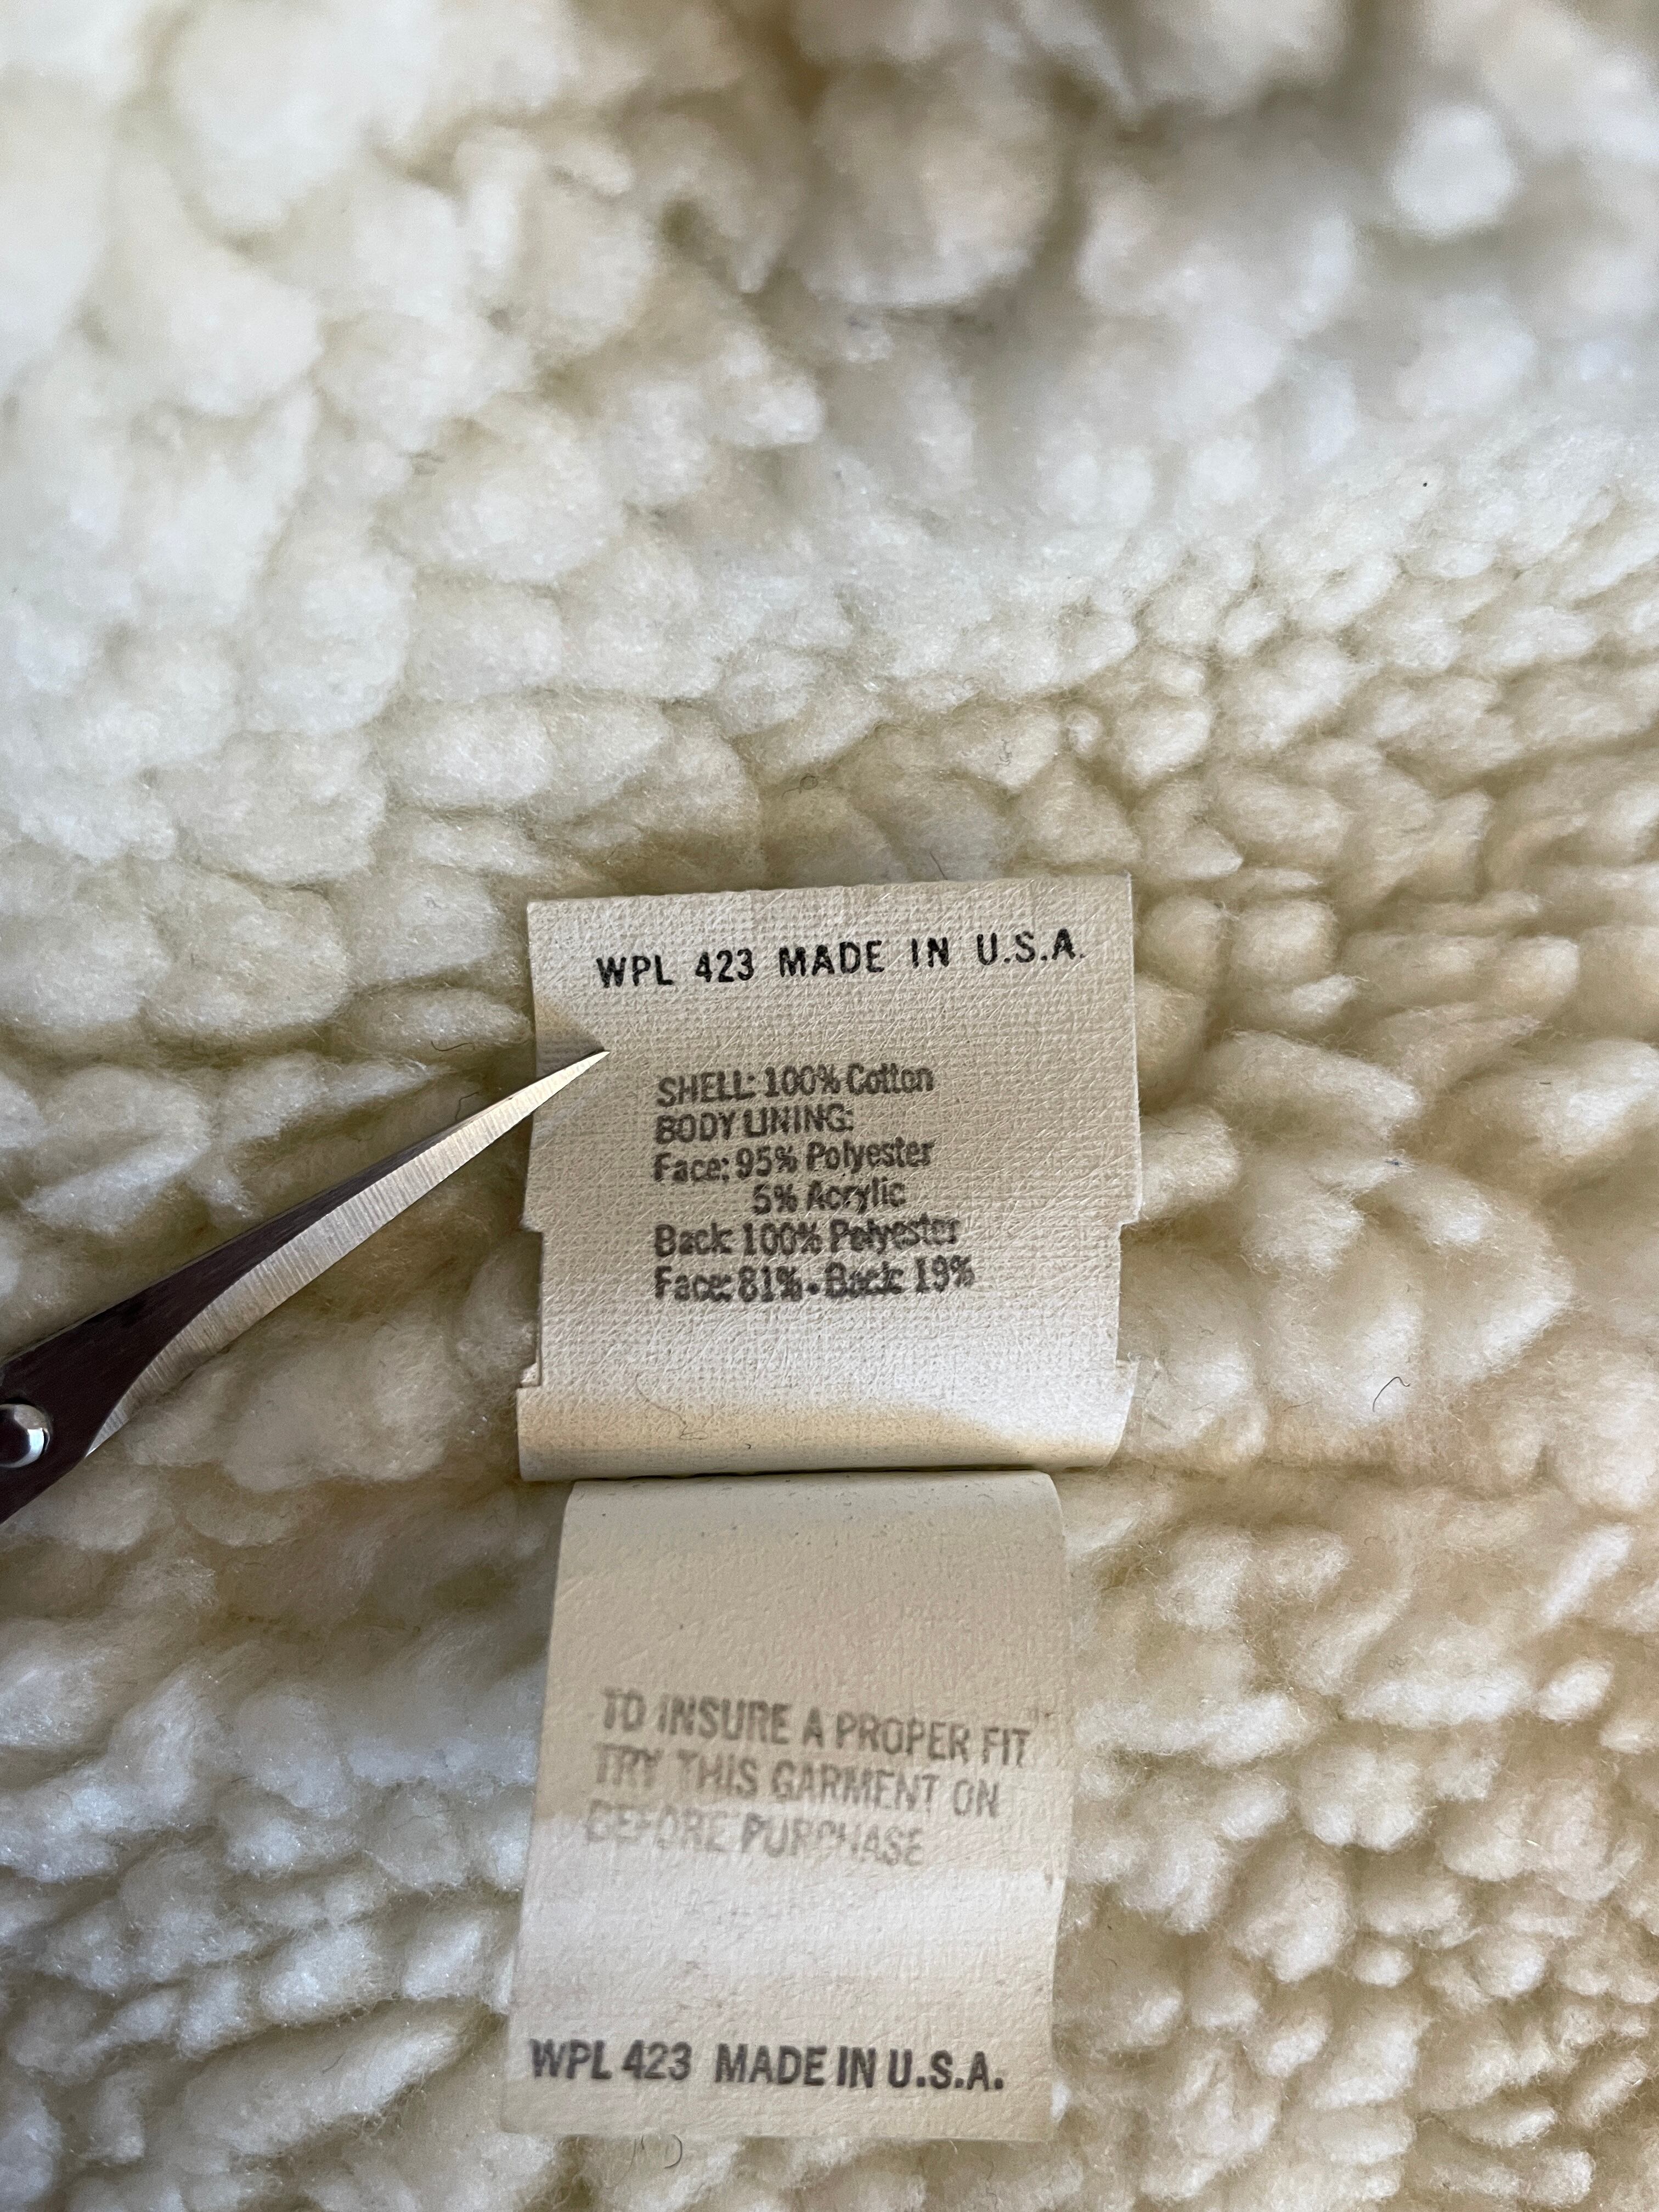 WPL 423 MADE IN U.S.A.
SHELL: 100% Cotton
BODY LINING:
Face: 95% Polyester
5% Acrylic
Back: 100% Polyester
Face: 81% - Back: 19%
TO INSURE A PROPER FIT
TRY THIS GARMENT ON
BEFORE PURCHASE
WPL 423 MADE IN U.S.A.